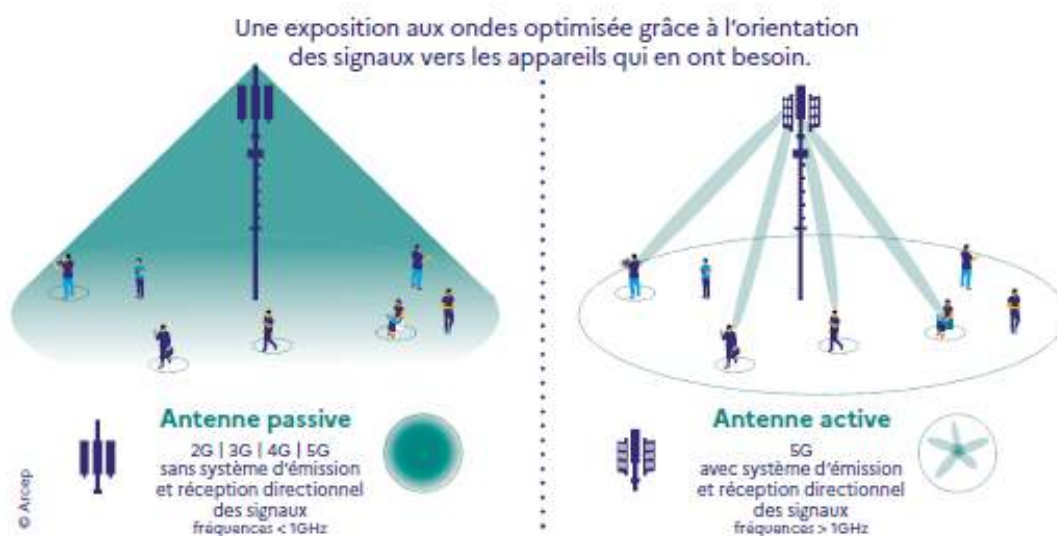 Une exposition aux ondes optimisée grâce à l'orientation
des signaux vers les appareils qui en ont besoin.
Antenne passive
2G | 3G | 4G | 5G
sans système d'émission
et réception directionnel
des signaux
fréquences < 1GHz
Antenne active
5G
avec système d'émission
et réception directionnel
des signaux
fréquences > 1GHz
© Arcep